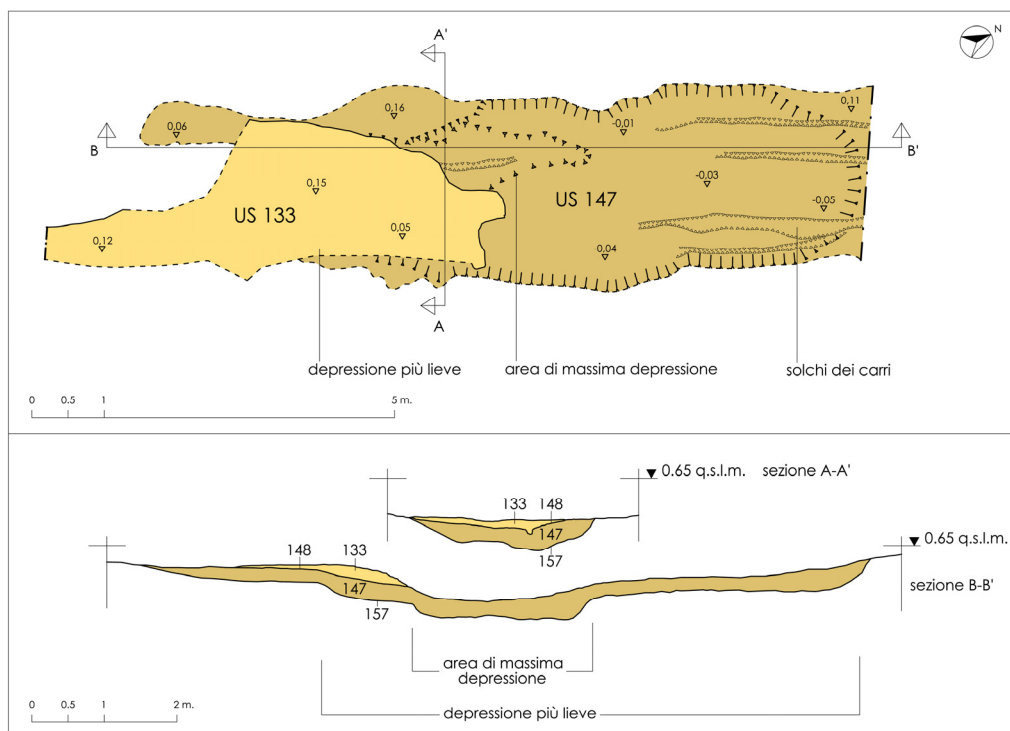 A'
N
0,16
0,11
0,06
-0,01
B
B'
0,15
-0,03
US 133
US 147
-0,05
0,12
0,05
0,04
A
depressione più lieve
area di massima depressione
solchi dei carri
0 0.5 1 5 m.
0.65 q.s.l.m. sezione A-A'
133 148
147
157
0.65 q.s.l.m.
148 133
sezione B-B'
147
157
area di massima
depressione
0 0.5 1 2 m.
depressione più lieve